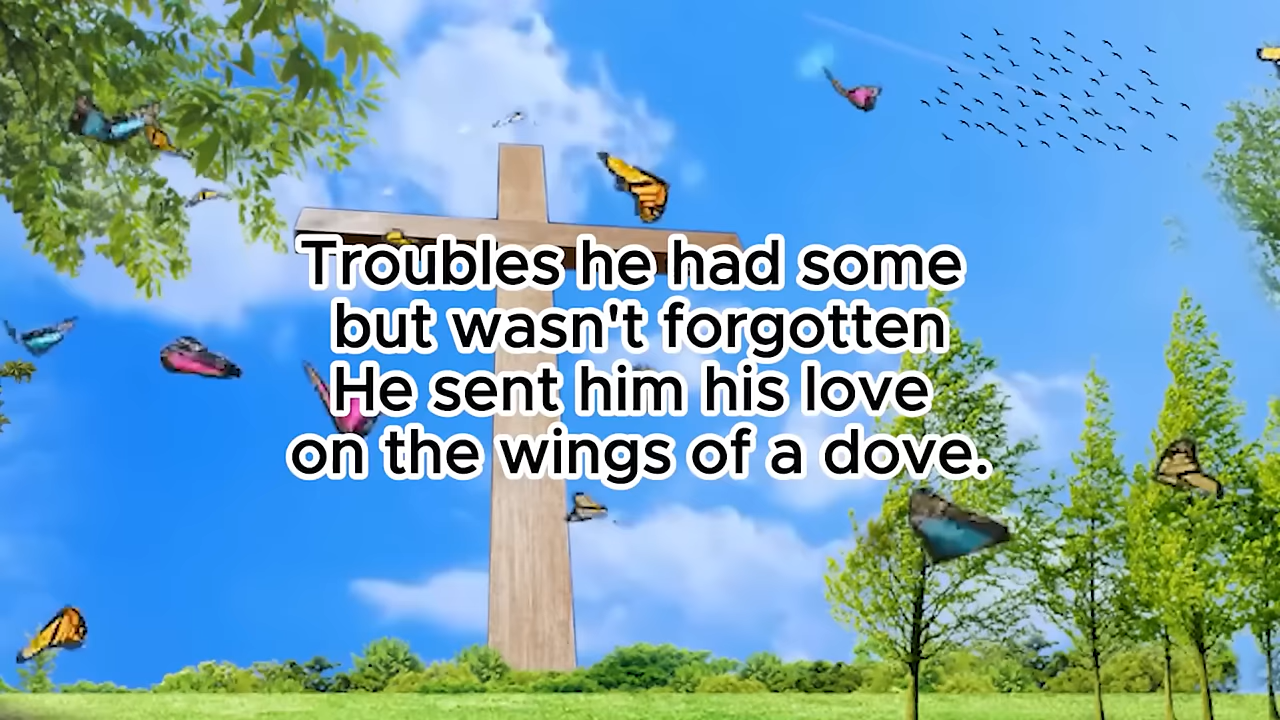 Troubles he had some
but wasn't forgotten
He sent him his love
on the wings of a dove.